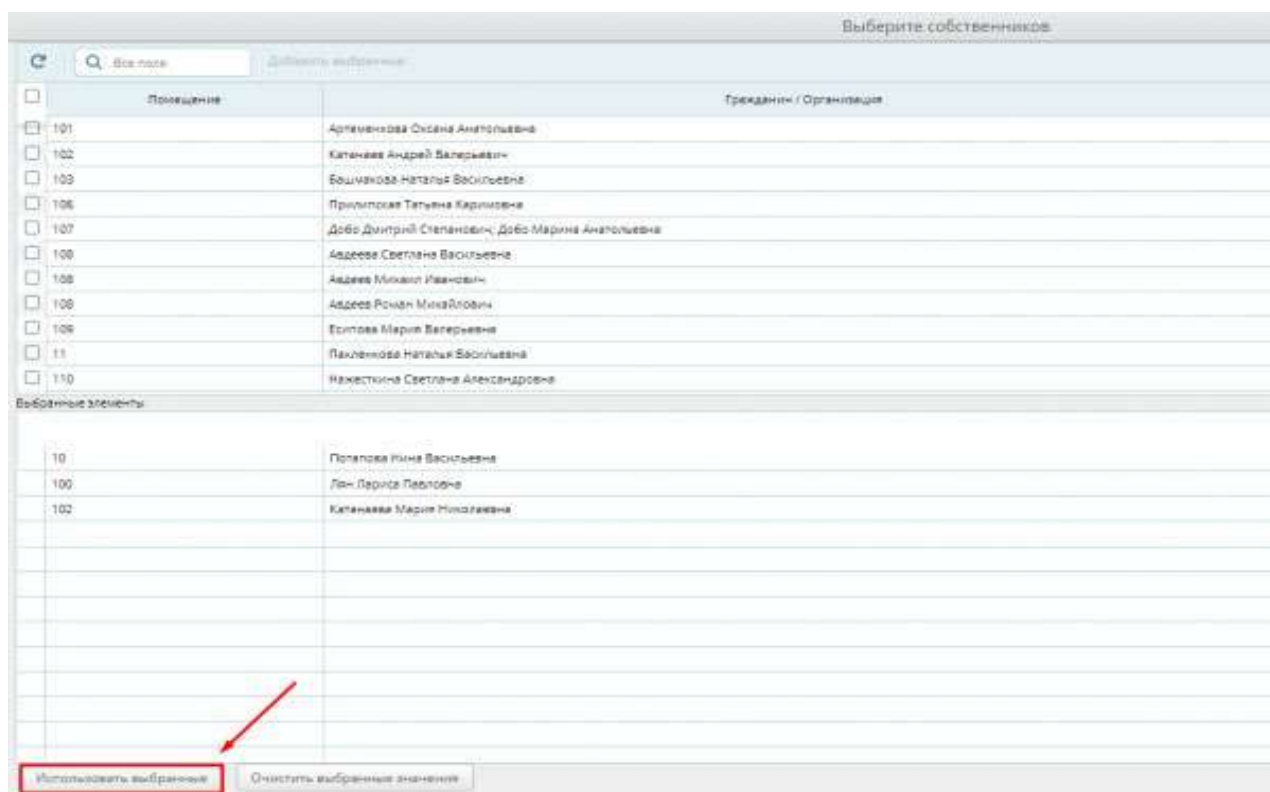 Выберите собственников
Все поля Добавить выбранные
Помещение Гражданин / Организация
101 Артеменкова Оксана Анатольевна
102 Катанаев Андрей Валерьевич
103 Башмакова Наталья Васильевна
106 Прилипская Татьяна Каримовна
107 Добо Дмитрий Степанович; Добо Марина Анатольевна
108 Авдеева Светлана Васильевна
108 Авдеев Михаил Иванович
108 Авдеев Роман Михайлович
109 Есипова Мария Валерьевна
11 Пакленкова Наталья Васильевна
110 Нажесткина Светлана Александровна
Выбранные элементы
10 Потапова Нина Васильевна
100 Лян Лариса Павловна
102 Катанаева Мария Николаевна
Использовать выбранные Очистить выбранные значения